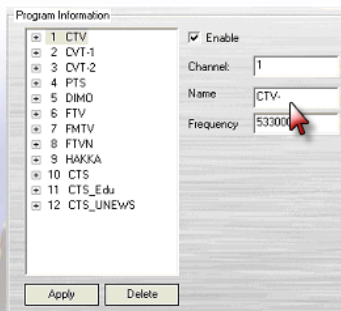 Program Information
1 CTV
2 CVT-1
3 CVT-2
4 PTS
5 DIMO
6 FTV
7 FMTV
8 FTVN
9 HAKKA
10 CTS
11 CTS_Edu
12 CTS_UNEWS
Enable
Channel: 1
Name CTV-
Frequency
Apply Delete